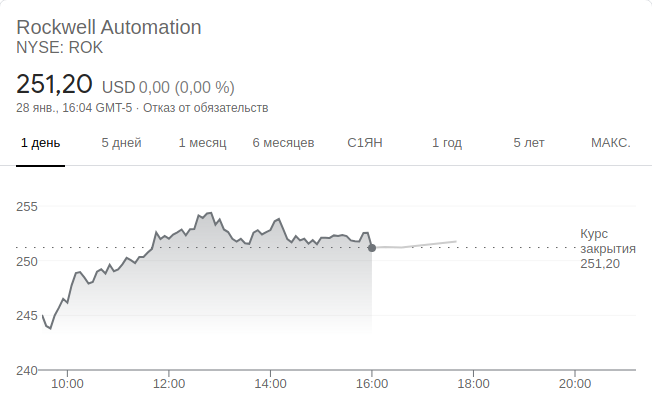 Rockwell Automation
NYSE: ROK
251,20 USD 0,00 (0,00 %)
28 янв., 16:04 GMT-5 · Отказ от обязательств
1 день 5 дней 1 месяц 6 месяцев С1ЯН 1 год 5 лет МАКС.
255
250
245
240
Курс
закрытия
251,20
10:00 12:00 14:00 16:00 18:00 20:00